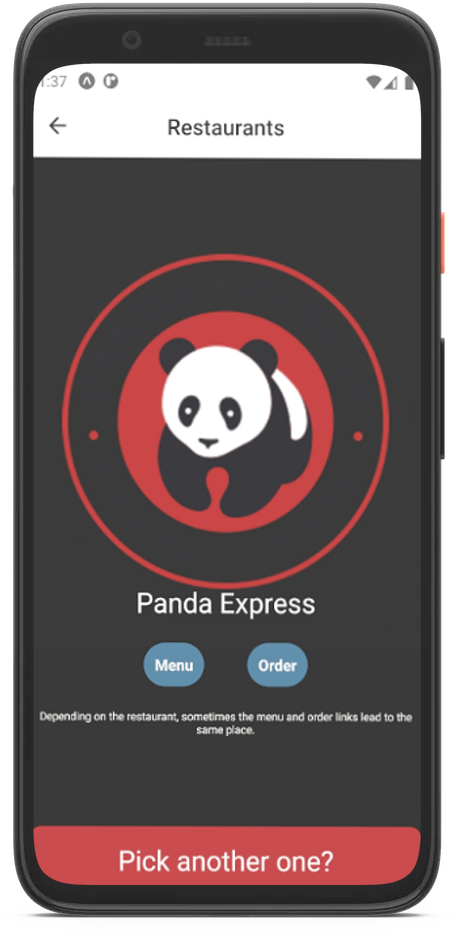 :37
Restaurants
Panda Express
Menu
Order
Depending on the restaurant, sometimes the menu and order links lead to the
same place.
Pick another one?